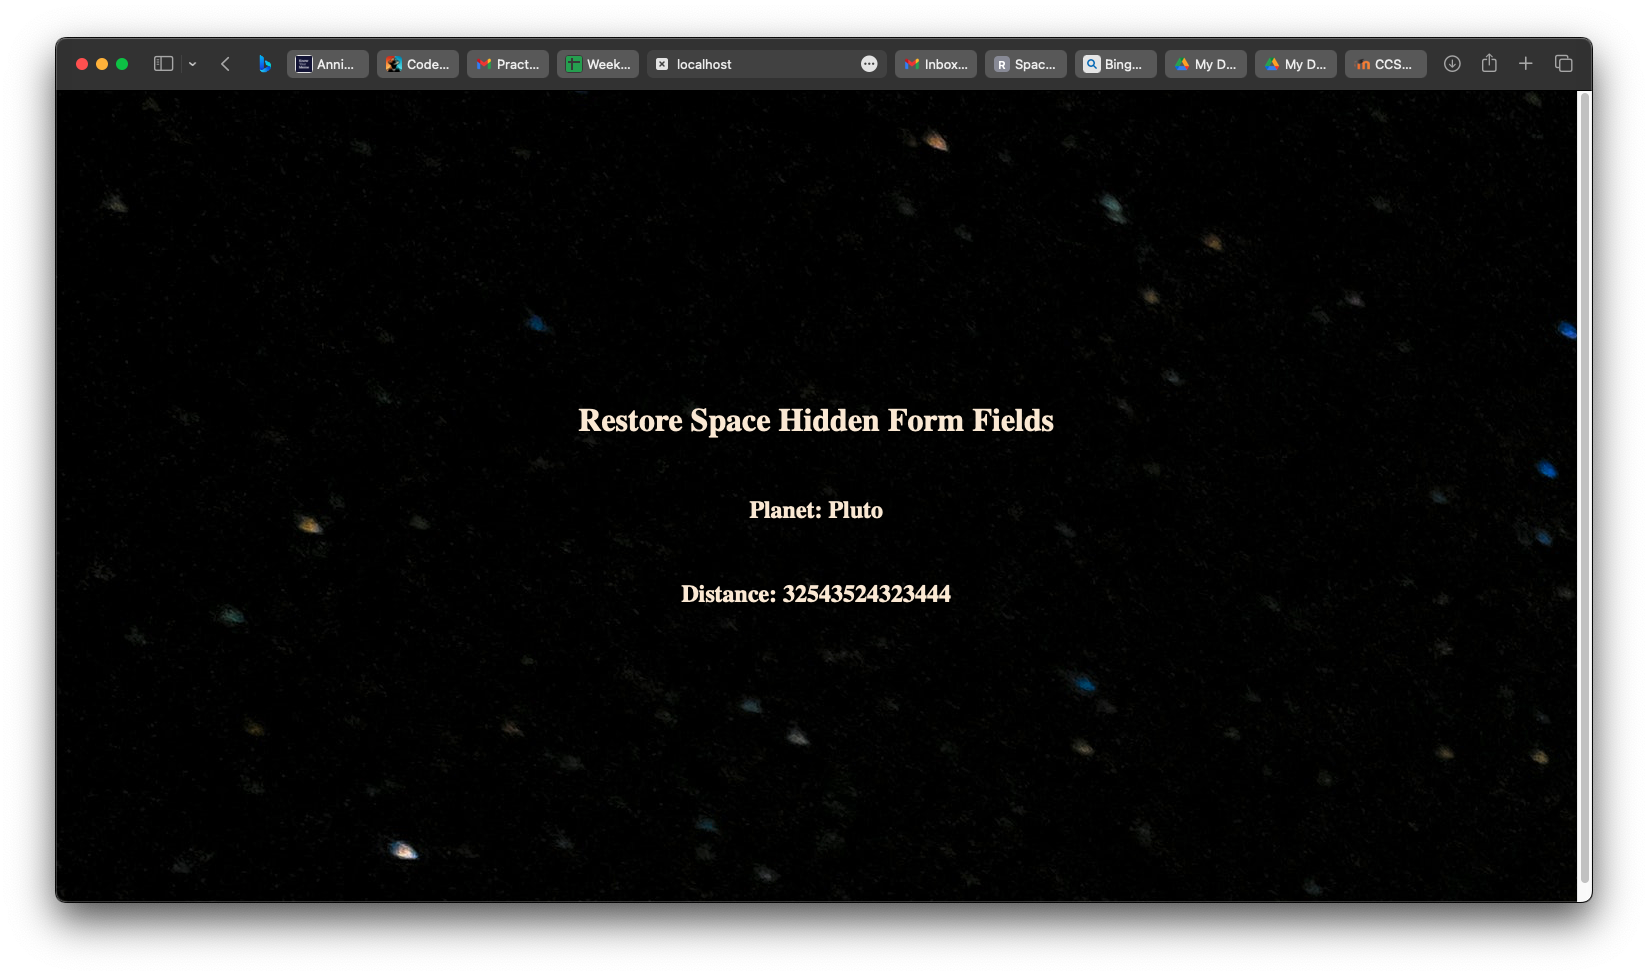 Anni...
Code...
Pract...
Week...
localhost
Inbox...
R Spac...
Bing...
My D...
My D...
CCS...
Restore Space Hidden Form Fields
Planet: Pluto
Distance: 32543524323444